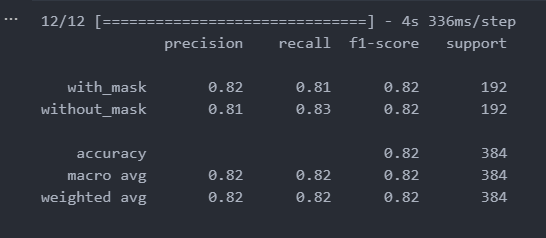 ... 12/12 [==============================] - 4s 336ms/step
precision recall f1-score support
with_mask 0.82 0.81 0.82 192
without_mask 0.81 0.83 0.82 192
accuracy 0.82 384
macro avg 0.82 0.82 0.82 384
weighted avg 0.82 0.82 0.82 384